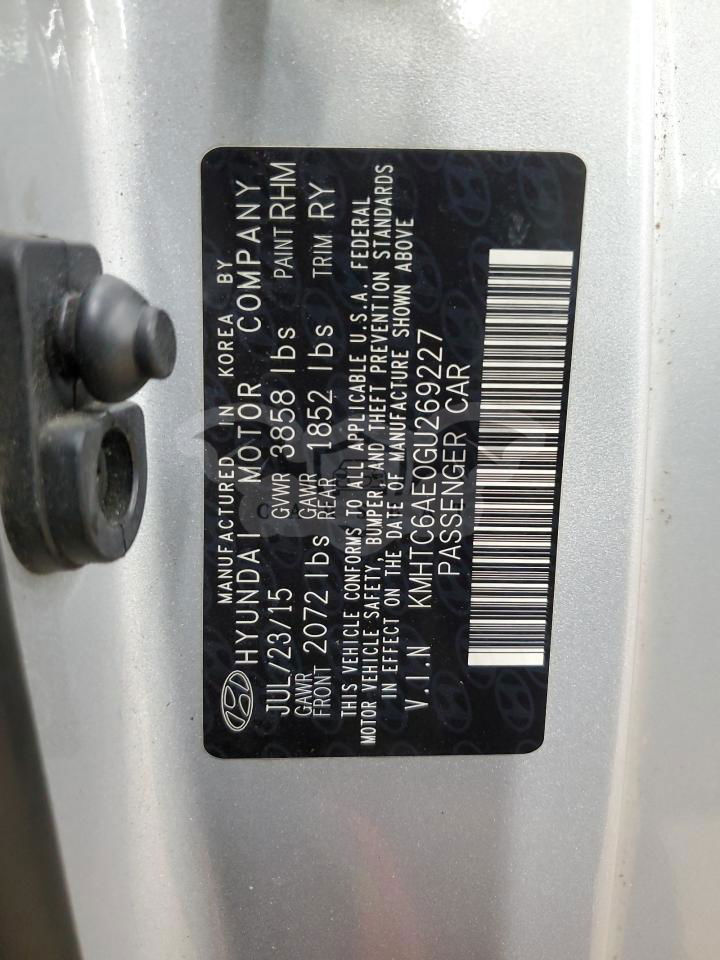 MANUFACTURED IN KOREA BY
HYUNDAI MOTOR COMPANY
JUL/23/15 GVWR 3858 lbs PAINT RHM
GAWR FRONT 2072 lbs GAWR REAR 1852 lbs TRIM RY
THIS VEHICLE CONFORMS TO ALL APPLICABLE U.S.A. FEDERAL
MOTOR VEHICLE SAFETY, BUMPER, AND THEFT PREVENTION STANDARDS
IN EFFECT ON THE DATE OF MANUFACTURE SHOWN ABOVE
V.I.N KMHTC6AE0GU269227
PASSENGER CAR